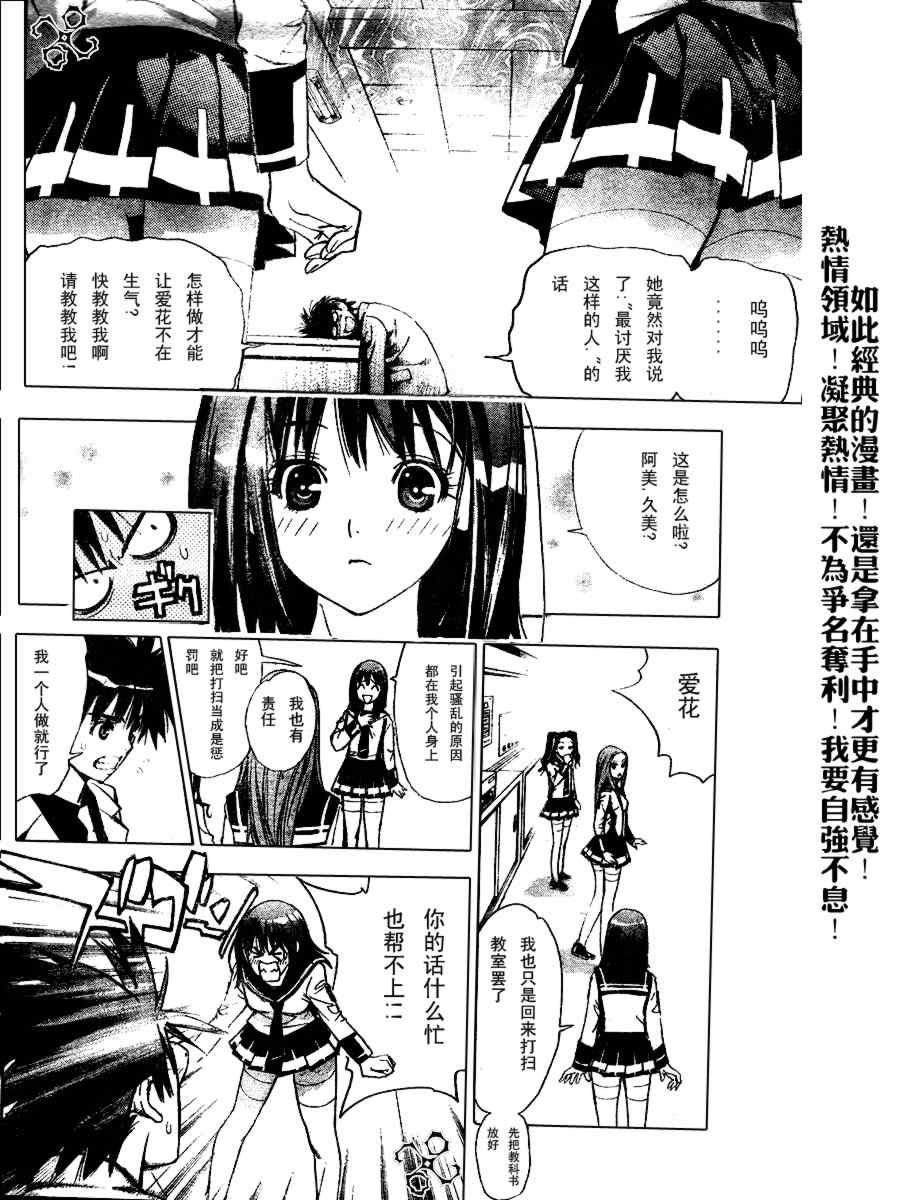 呜呜呜
......
她竟然对我说
了:“最讨厌我
这样的人.”的
话
怎样做才能
让爱花不在
生气?
快教教我啊
请教教我吧!!
这是怎么啦?
阿美.久美?
ギク
爱花
我也只是回来打扫
教室罢了
先把教科书
放好
引起骚乱的原因
都在我个人身上
我也有
责任
好吧
就把打扫当成是惩
罚吧
我一个人做就行了
你的话什么忙
也帮不上!!
如此經典的漫畫!還是拿在手中才更有感覺!
熱情領域!凝聚熱情!不為爭名奪利!我要自強不息!